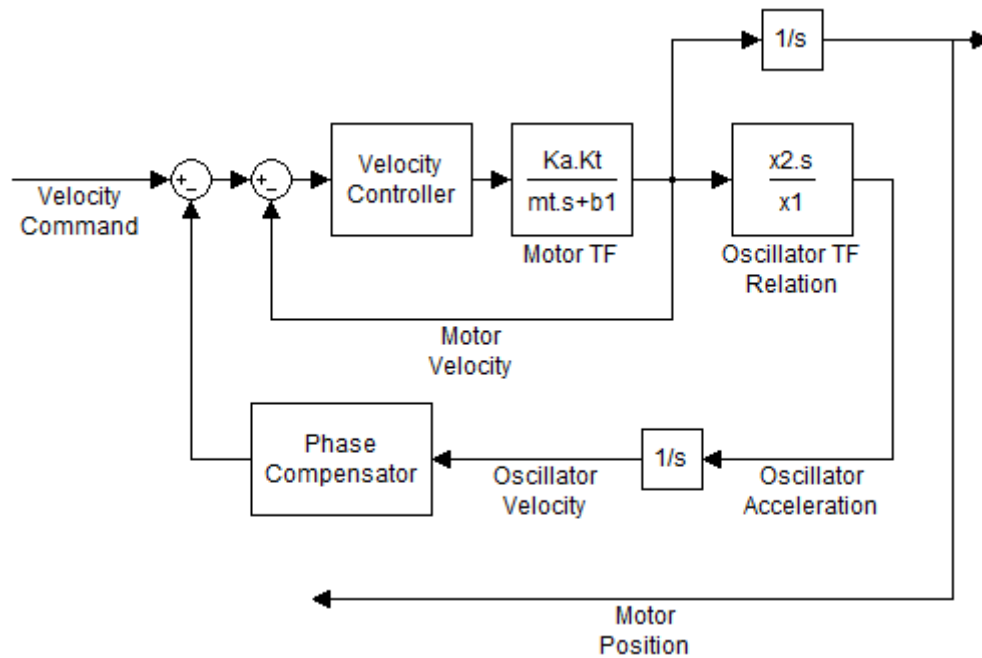 1/s
Velocity
Command
+
−
+
−
Velocity
Controller
Ka.Kt
mt.s+b1
Motor TF
x2.s
x1
Oscillator TF
Relation
Motor
Velocity
Phase
Compensator
Oscillator
Velocity
1/s
Oscillator
Acceleration
Motor
Position